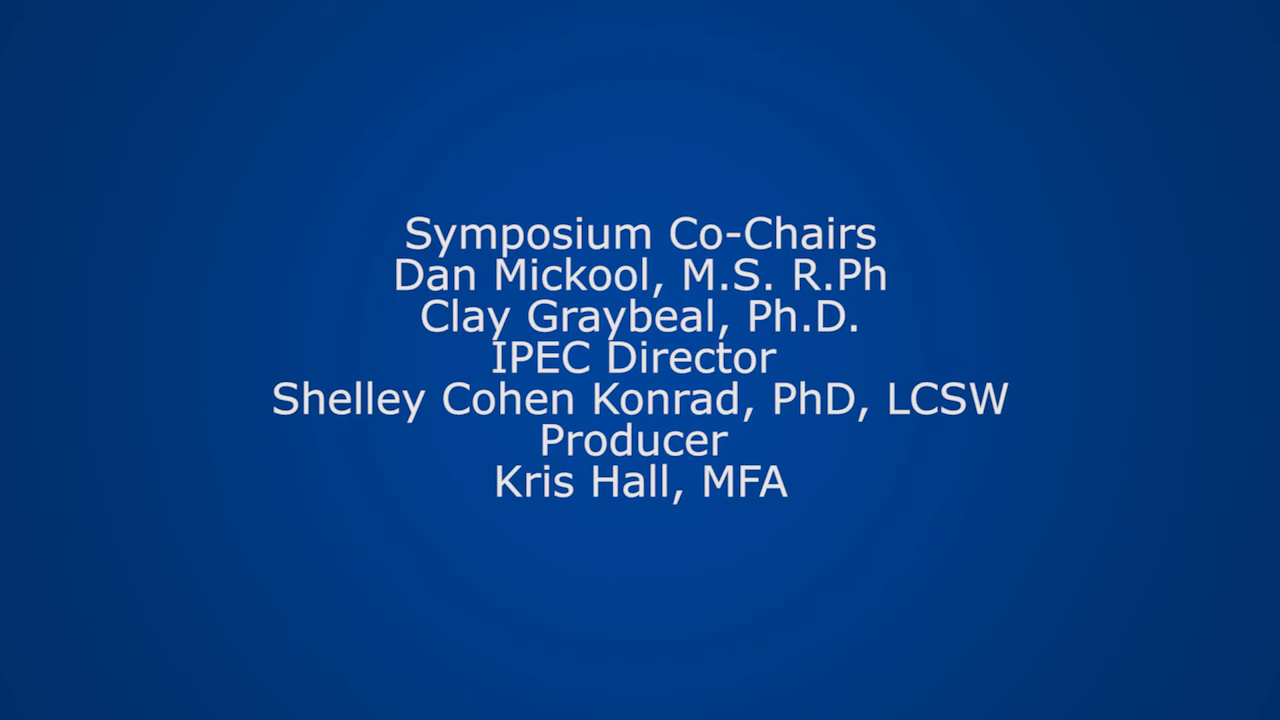 Symposium Co-Chairs
Dan Mickool, M.S. R.Ph
Clay Graybeal, Ph.D.
IPEC Director
Shelley Cohen Konrad, PhD, LCSW
Producer
Kris Hall, MFA